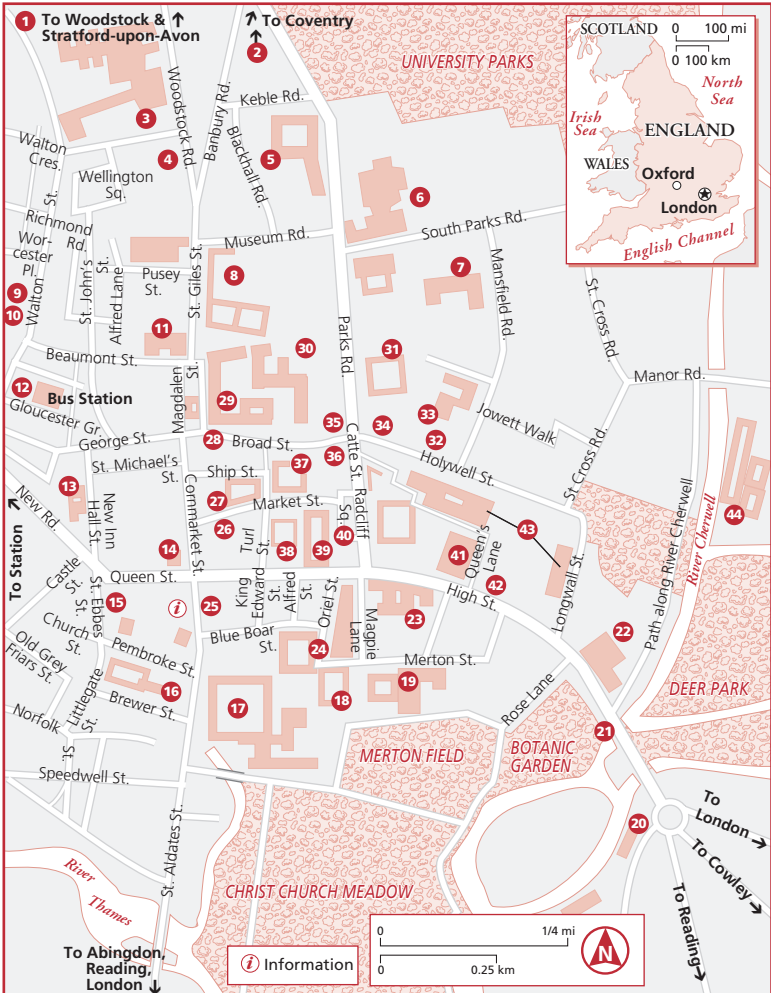 1 To Woodstock &
Stratford-upon-Avon
To Coventry
2
UNIVERSITY PARKS
SCOTLAND
0 100 mi
0 100 km
North
Sea
Irish
Sea
ENGLAND
WALES
Oxford
London
English Channel
Woodstock Rd.
Banbury Rd.
Keble Rd.
Blackhall Rd.
3
4
5
6
Walton
Cres.
Wellington
Sq.
Walton St.
Richmond
Rd.
Wor-
cester
Pl.
St. John's St.
Alfred Lane
Pusey
St.
St. Giles St.
Museum Rd.
South Parks Rd.
Mansfield Rd.
St. Cross Rd.
7
8
9
10
11
Parks Rd.
30
31
Beaumont St.
Magdalen St.
Manor Rd.
12
Bus Station
Gloucester Gr.
29
33
Jowett Walk
35
34
32
George St.
28
Broad St.
36
Holywell St.
St Cross Rd.
St. Michael's
St.
Ship St.
37
Catte St.
Radcliff
Sq.
13
New Rd.
New Inn
Hall St.
Cornmarket St.
27
Market St.
26
Turl
St.
38
39
40
41
Queen's
Lane
43
44
River Cherwell
Path along River Cherwell
To Station
14
Castle
St.
Queen St.
42
High St.
Longwall St.
15
St. Ebbes
i
25
King
Edward
St.
Alfred
St.
Oriel St.
Magpie
Lane
23
22
Church
St.
Pembroke St.
Blue Boar
St.
24
Merton St.
Old Grey
Friars St.
Littlegate
St.
16
Brewer St.
17
18
19
Rose Lane
DEER PARK
Norfolk
St.
21
MERTON FIELD
BOTANIC
GARDEN
Speedwell St.
St. Aldates St.
20
To
London
To Cowley
To Reading
River
Thames
CHRIST CHURCH MEADOW
To Abingdon,
Reading,
London
i Information
0 1/4 mi
0 0.25 km
N